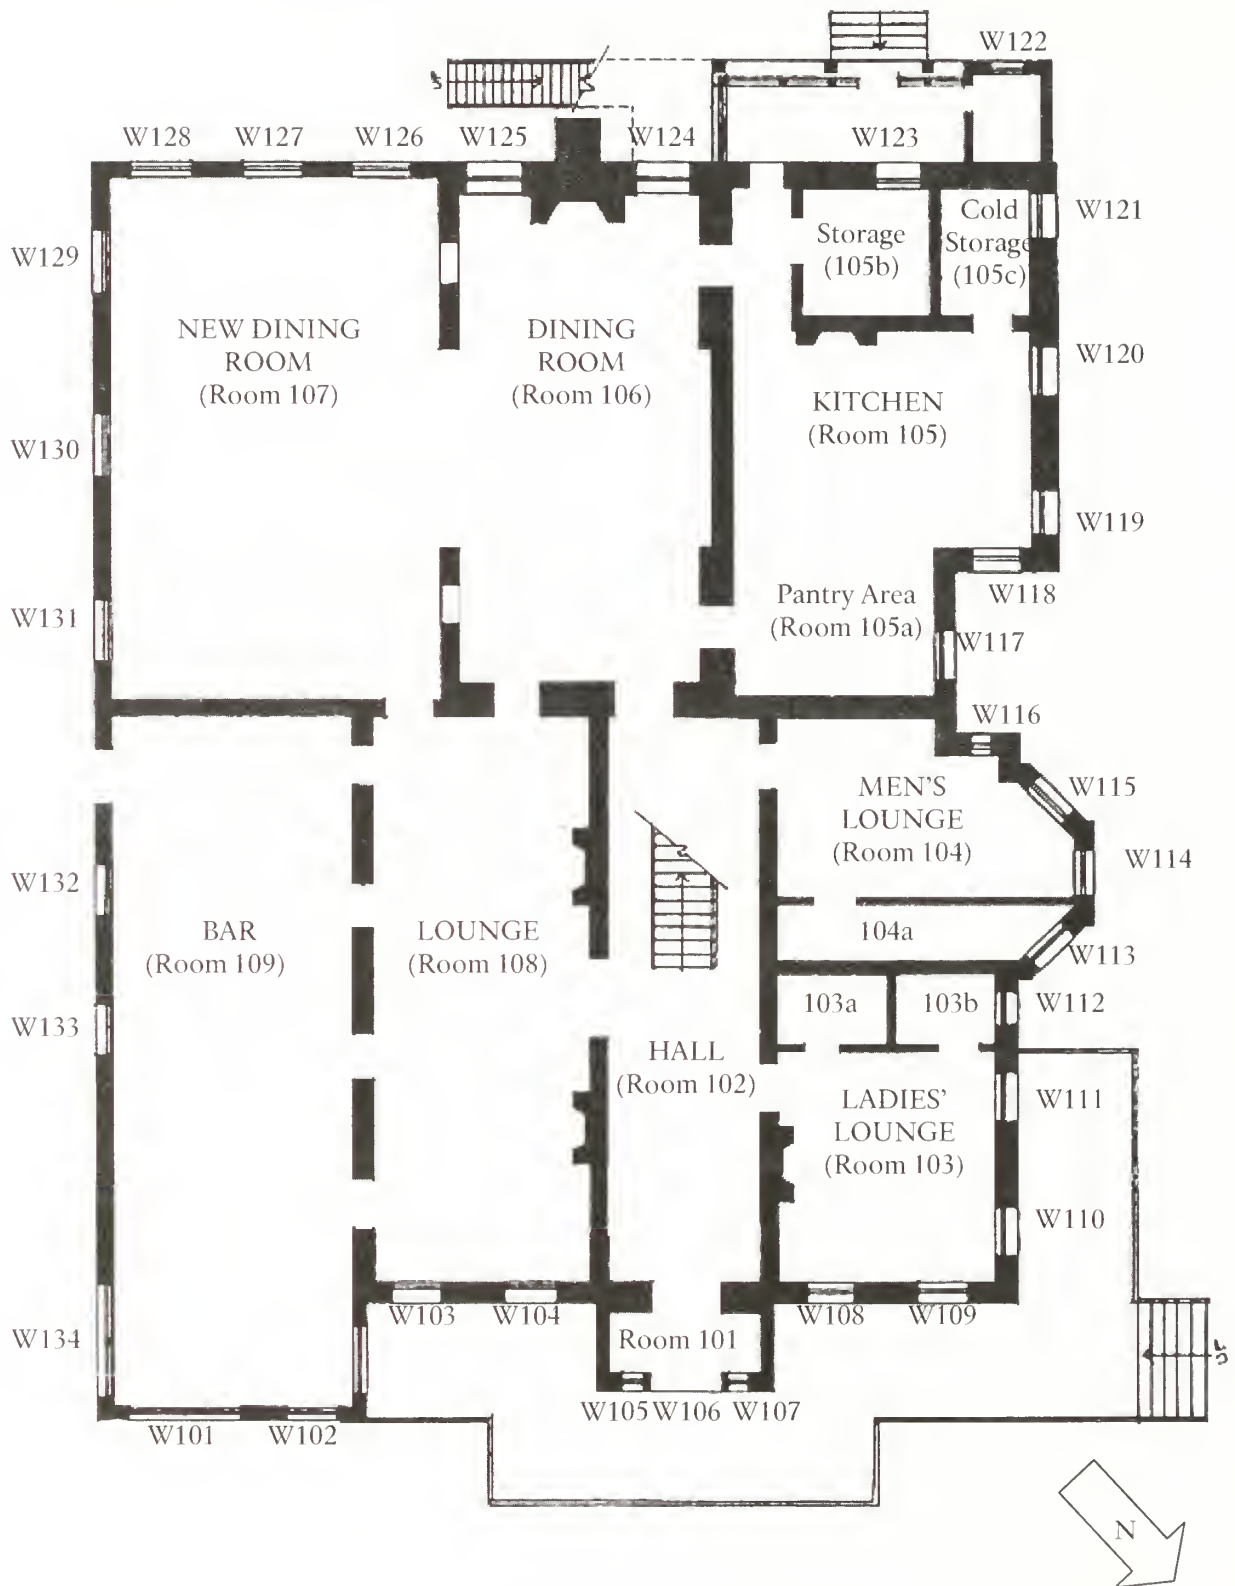 W122
UP
W128
W127
W126
W125
W124
W123
Cold
Storage
(105c)
W121
Storage
(105b)
W129
NEW DINING
ROOM
(Room 107)
DINING
ROOM
(Room 106)
W120
KITCHEN
(Room 105)
W130
W119
W131
Pantry Area
(Room 105a)
W118
W117
W116
MEN'S
LOUNGE
(Room 104)
W115
W114
W132
BAR
(Room 109)
LOUNGE
(Room 108)
104a
W113
W133
103a
103b
W112
HALL
(Room 102)
LADIES'
LOUNGE
(Room 103)
W111
W110
W134
W103
W104
Room 101
W108
W109
UP
W105
W106
W107
W101
W102
N